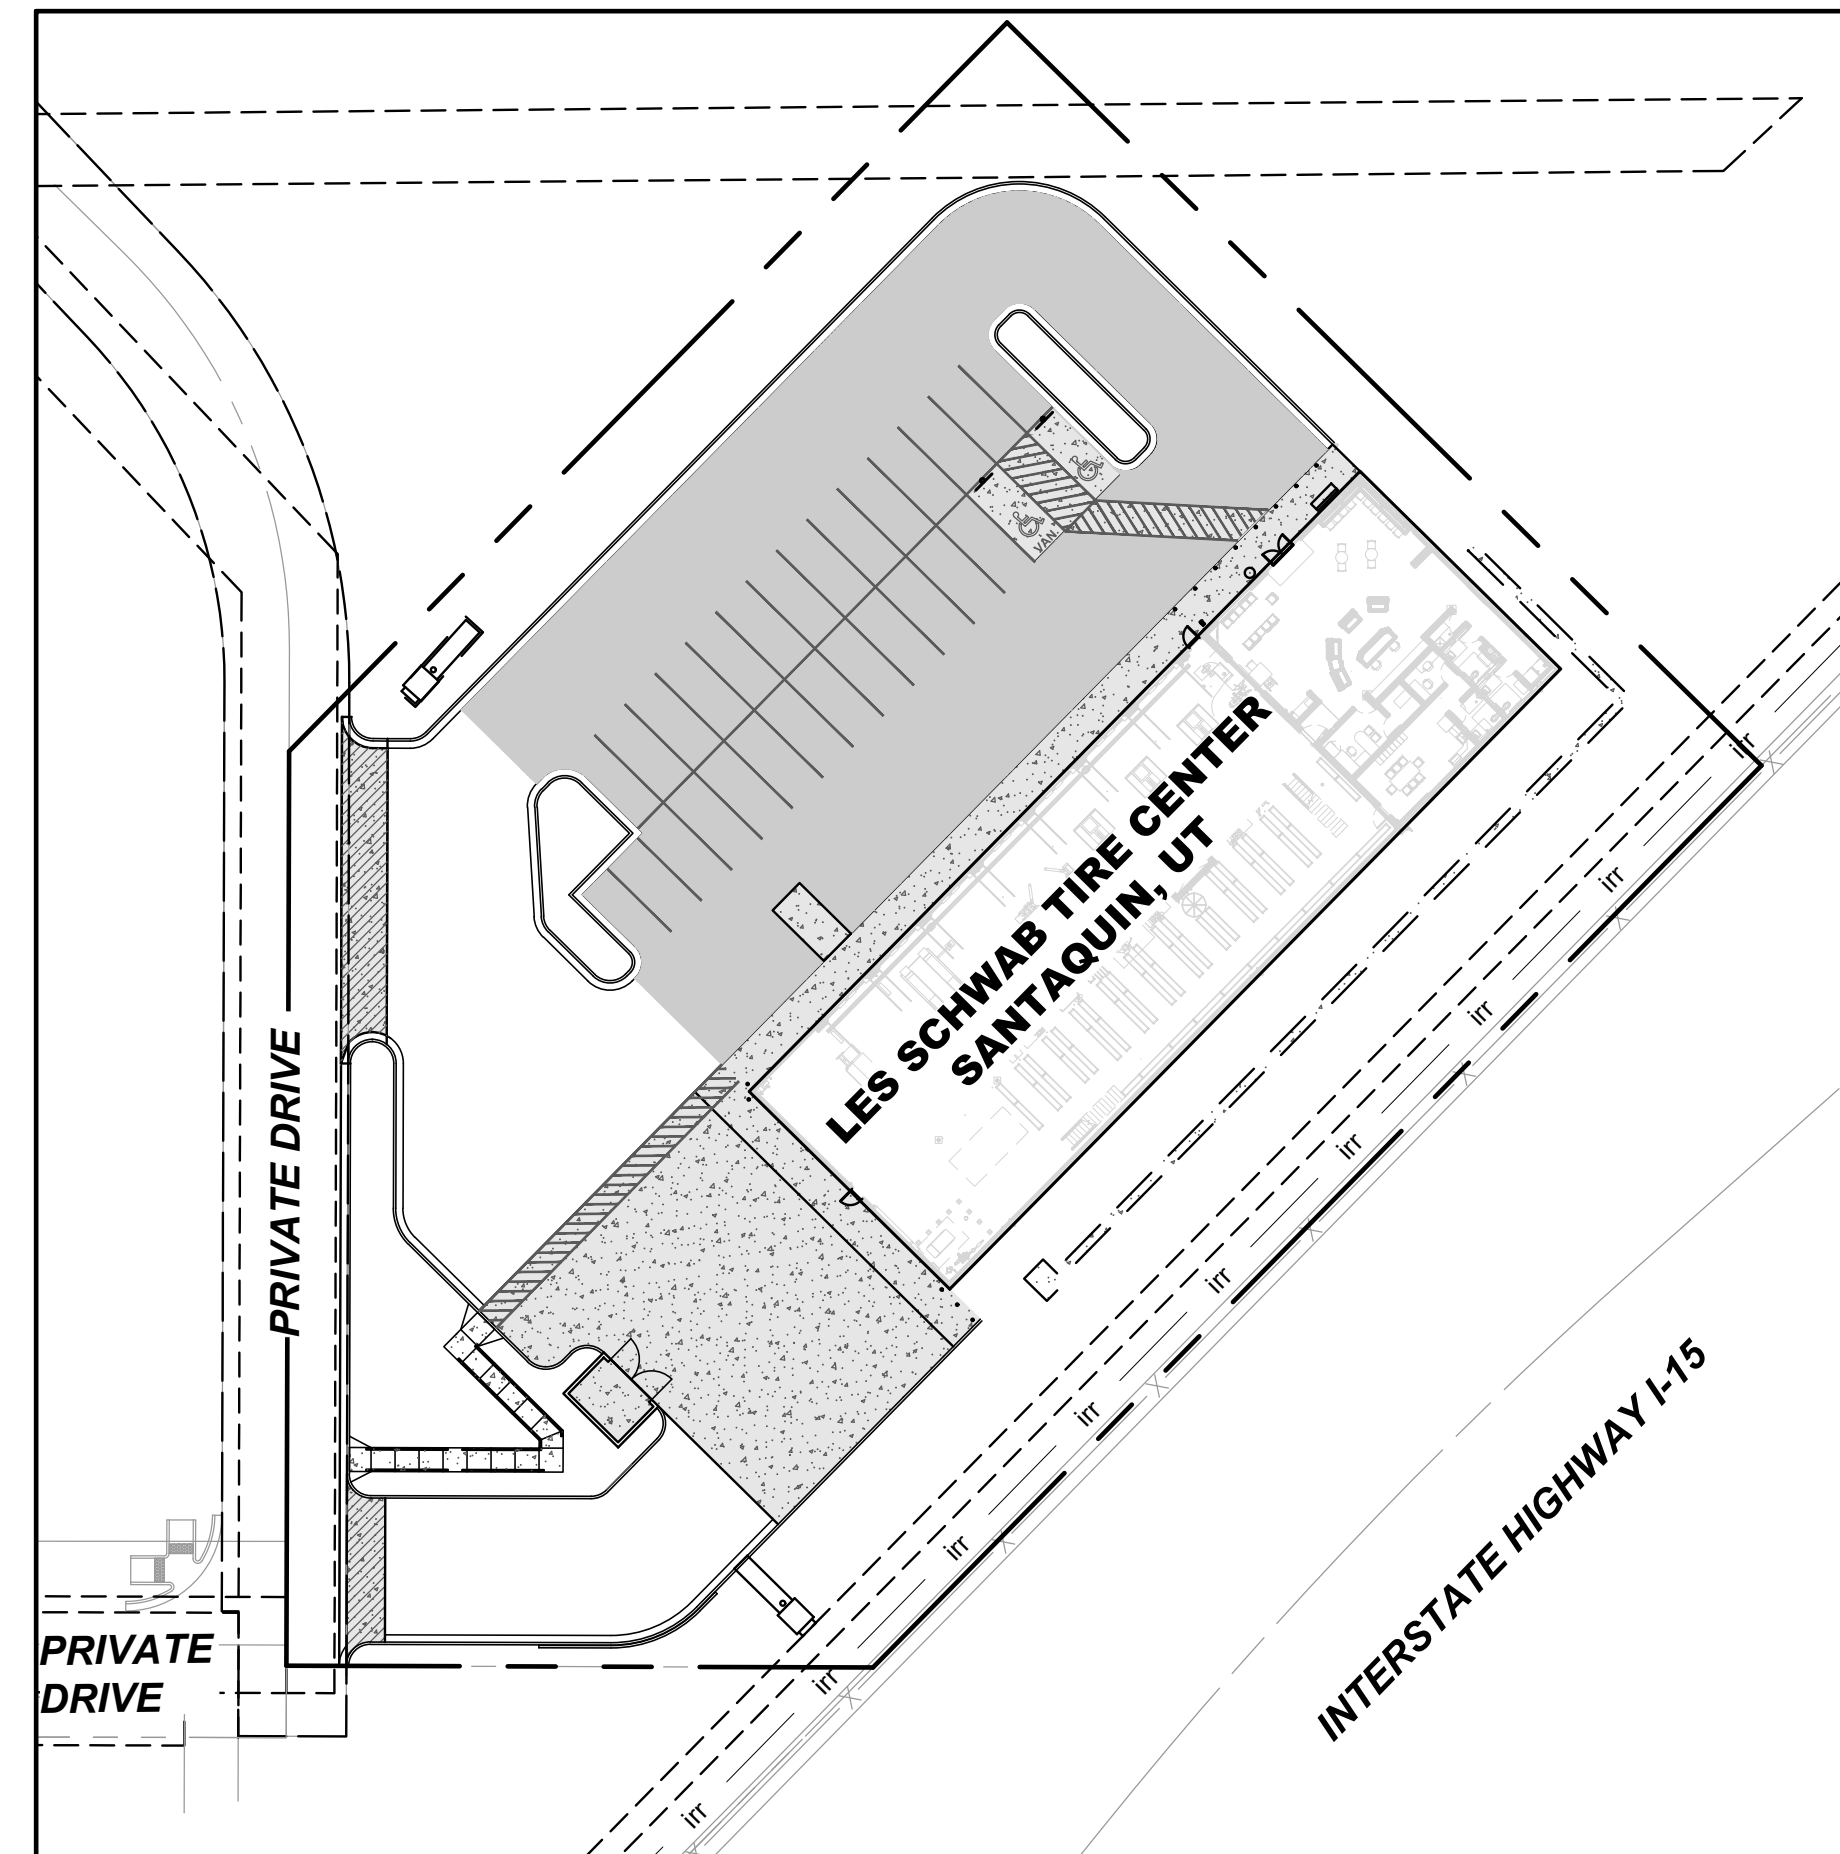 VAN
LES SCHWAB TIRE CENTER
SANTAQUIN, UT
PRIVATE DRIVE
PRIVATE
DRIVE
INTERSTATE HIGHWAY I-15
irr
irr
irr
irr
irr
irr
irr
irr
irr